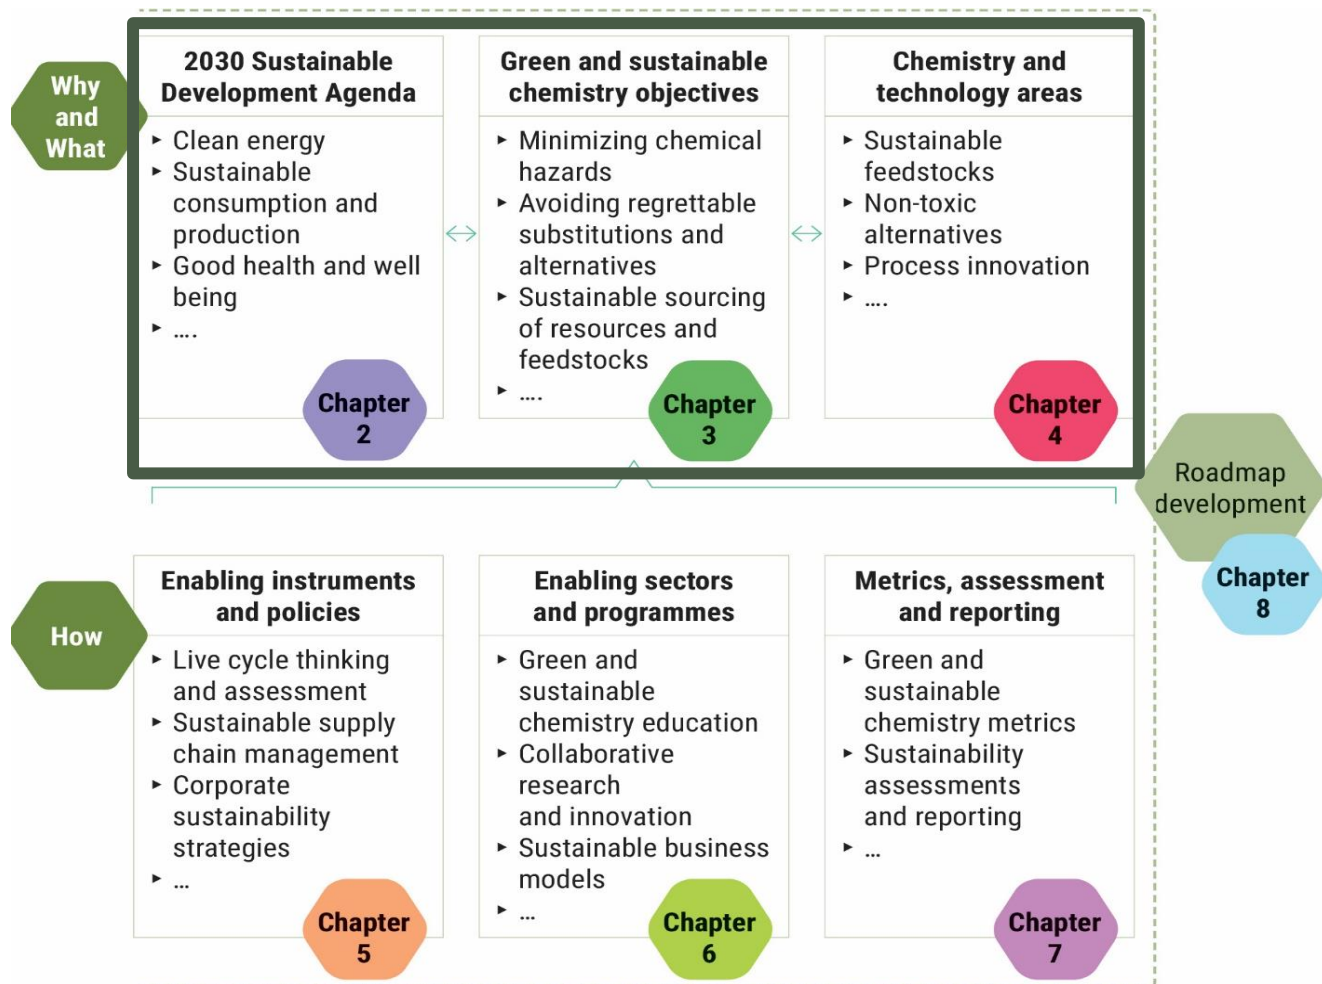 Why
and
What
2030 Sustainable
Development Agenda
▸ Clean energy
▸ Sustainable
consumption and
production
▸ Good health and well
being
▸ ....
Chapter
2
Green and sustainable
chemistry objectives
▸ Minimizing chemical
hazards
▸ Avoiding regrettable
substitutions and
alternatives
▸ Sustainable sourcing
of resources and
feedstocks
▸ ....
Chapter
3
Chemistry and
technology areas
▸ Sustainable
feedstocks
▸ Non-toxic
alternatives
▸ Process innovation
▸ ....
Chapter
4
Roadmap
development
Chapter
8
How
Enabling instruments
and policies
▸ Live cycle thinking
and assessment
▸ Sustainable supply
chain management
▸ Corporate
sustainability
strategies
▸ ...
Chapter
5
Enabling sectors
and programmes
▸ Green and
sustainable
chemistry education
▸ Collaborative
research
and innovation
▸ Sustainable business
models
▸ ...
Chapter
6
Metrics, assessment
and reporting
▸ Green and
sustainable
chemistry metrics
▸ Sustainability
assessments
and reporting
▸ ...
Chapter
7